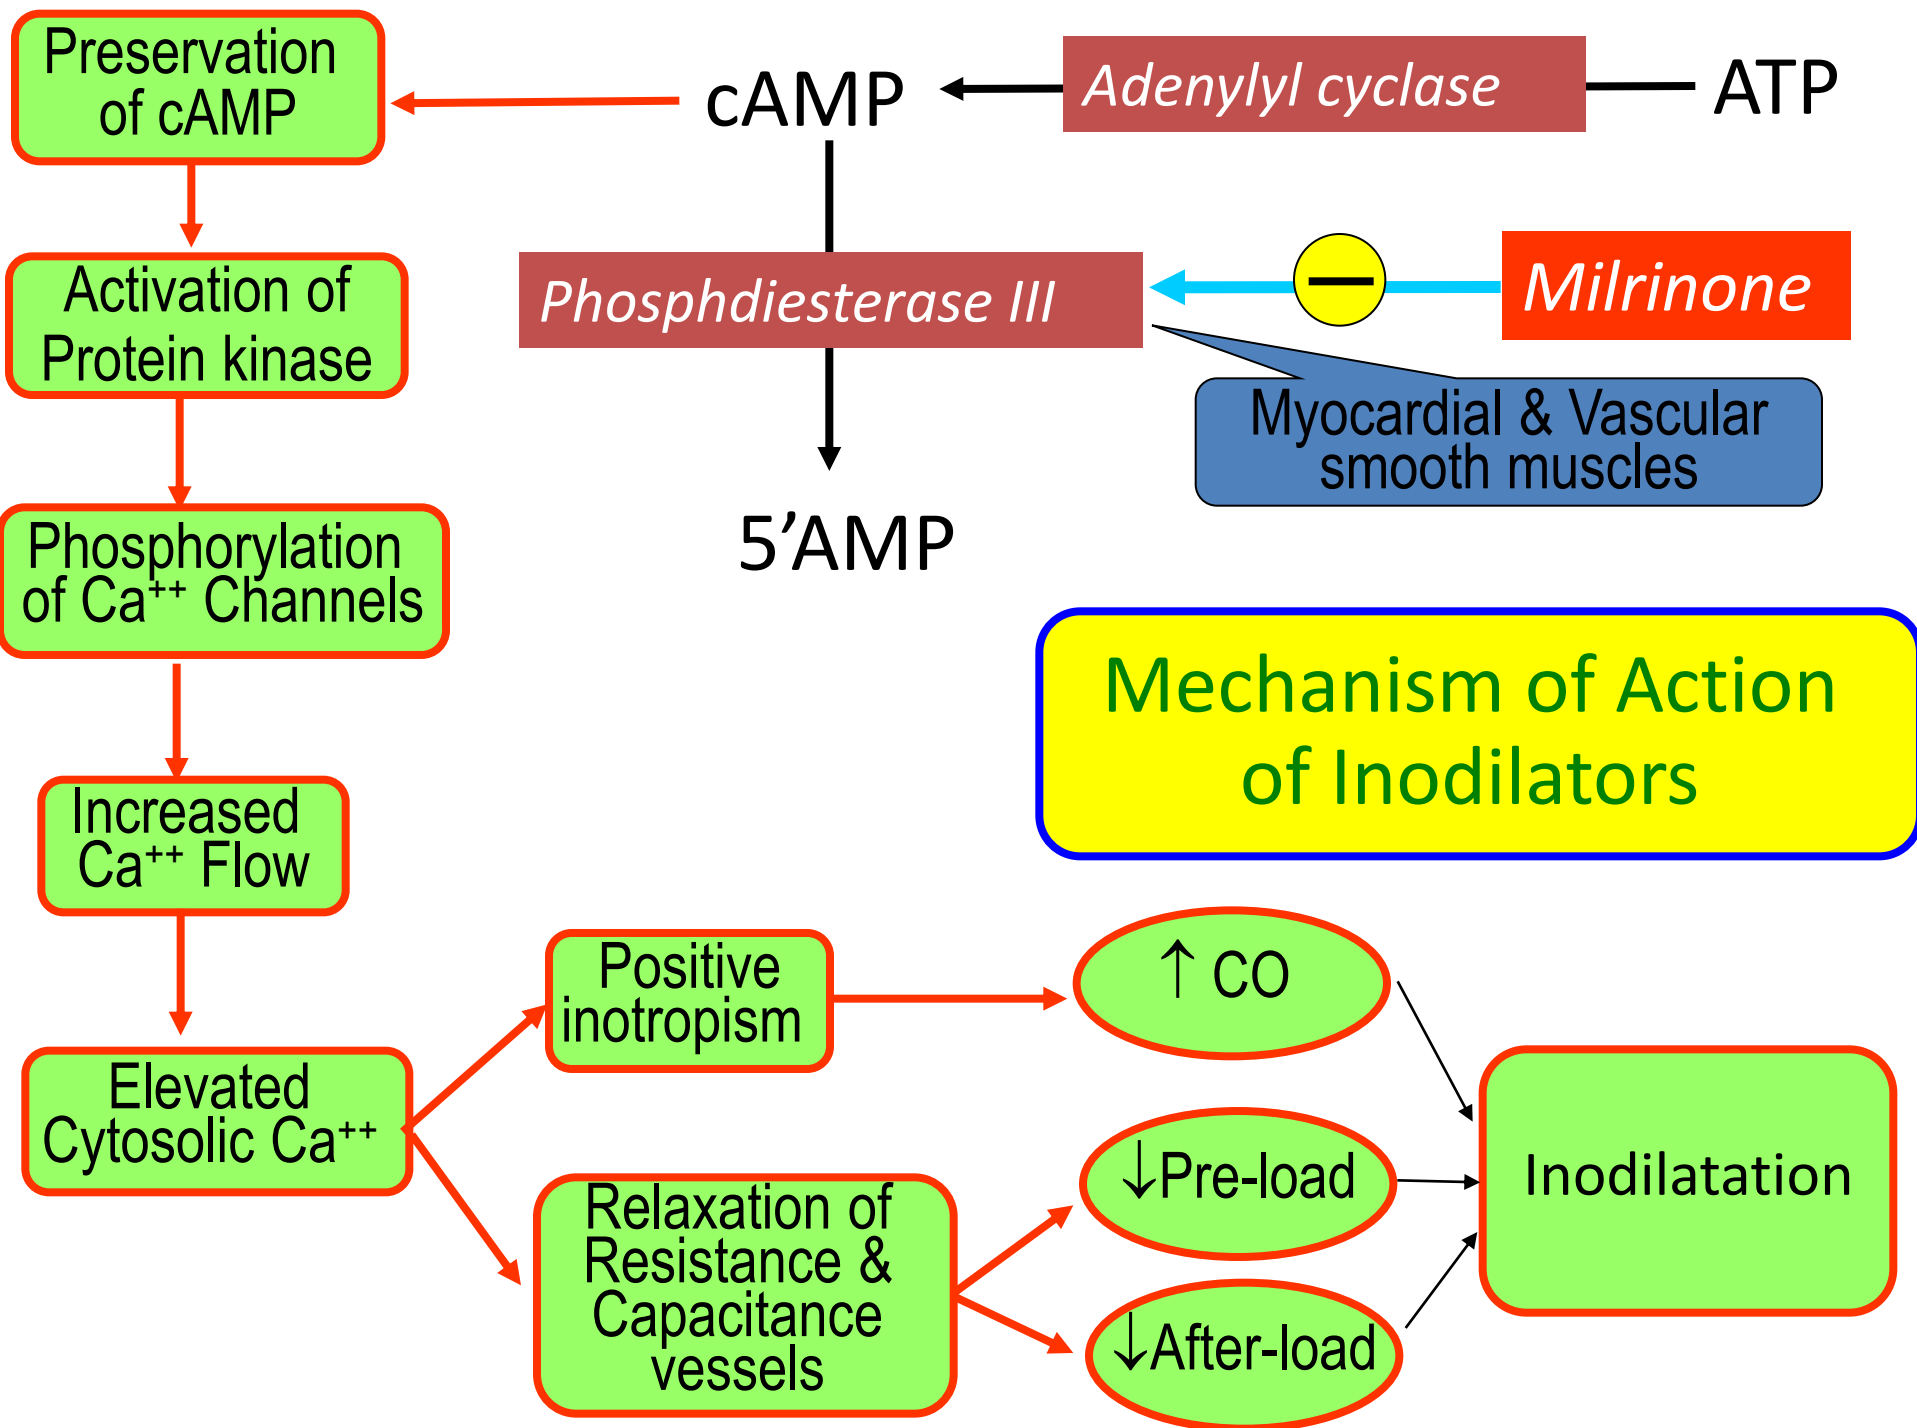 Preservation
of cAMP
cAMP
Adenylyl cyclase
ATP
Activation of
Protein kinase
Phosphdiesterase III
−
Milrinone
Myocardial & Vascular
smooth muscles
Phosphorylation
of Ca⁺⁺ Channels
5’AMP
Mechanism of Action
of Inodilators
Increased
Ca⁺⁺ Flow
Positive
inotropism
↑ CO
Elevated
Cytosolic Ca⁺⁺
Relaxation of
Resistance &
Capacitance
vessels
↓Pre-load
↓After-load
Inodilatation